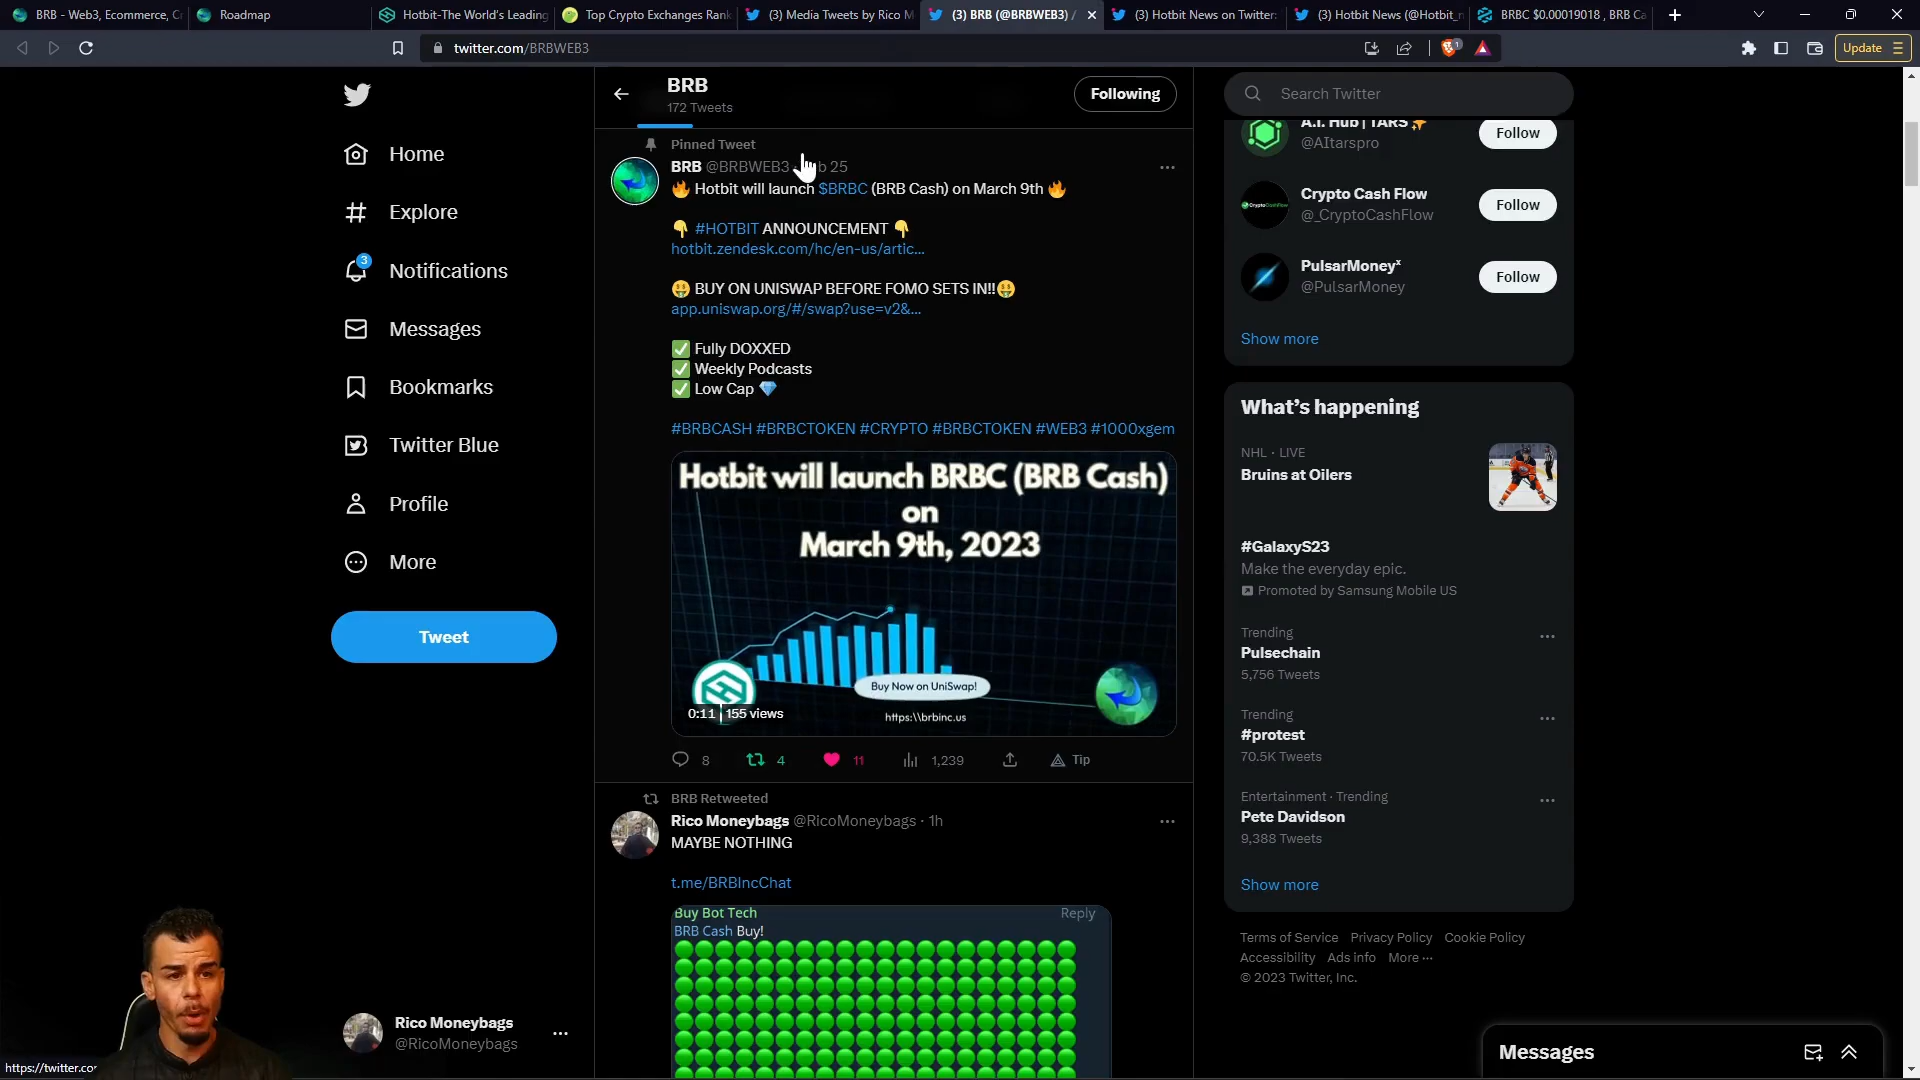 BRB - Web3, Ecommerce, Cr
Roadmap
Hotbit-The World's Leading
Top Crypto Exchanges Rank
(3) Media Tweets by Rico M
(3) BRB (@BRBWEB3) /
(3) Hotbit News on Twitter:
(3) Hotbit News (@Hotbit_n
BRBC $0.00019018 , BRB Ca
twitter.com/BRBWEB3
1
Update
BRB
172 Tweets
Following
Search Twitter
Home
Explore
3
Notifications
Messages
Bookmarks
Twitter Blue
Profile
More
Tweet
Rico Moneybags
@RicoMoneybags
https://twitter.co
Pinned Tweet
BRB @BRBWEB3 · b 25
🔥 Hotbit will launch $BRBC (BRB Cash) on March 9th 🔥
👇 #HOTBIT ANNOUNCEMENT 👇
hotbit.zendesk.com/hc/en-us/artic...
🤑 BUY ON UNISWAP BEFORE FOMO SETS IN!!🤑
app.uniswap.org/#/swap?use=v2&...
✅ Fully DOXXED
✅ Weekly Podcasts
✅ Low Cap 💎
#BRBCASH #BRBCTOKEN #CRYPTO #BRBCTOKEN #WEB3 #1000xgem
Hotbit will launch BRBC (BRB Cash)
on
March 9th, 2023
Buy Now on UniSwap!
0:11 | 155 views
https:\\brbinc.us
8
4
11
1,239
Tip
BRB Retweeted
Rico Moneybags @RicoMoneybags · 1h
MAYBE NOTHING
t.me/BRBIncChat
Buy Bot Tech
Reply
BRB Cash Buy!
A.I. Hub | TARS ✨
@AItarspro
Follow
Crypto Cash Flow
@_CryptoCashFlow
Follow
PulsarMoneyˣ
@PulsarMoney
Follow
Show more
What's happening
NHL · LIVE
Bruins at Oilers
#GalaxyS23
Make the everyday epic.
Promoted by Samsung Mobile US
Trending
Pulsechain
5,756 Tweets
Trending
#protest
70.5K Tweets
Entertainment · Trending
Pete Davidson
9,388 Tweets
Show more
Terms of Service Privacy Policy Cookie Policy
Accessibility Ads info More ···
© 2023 Twitter, Inc.
Messages